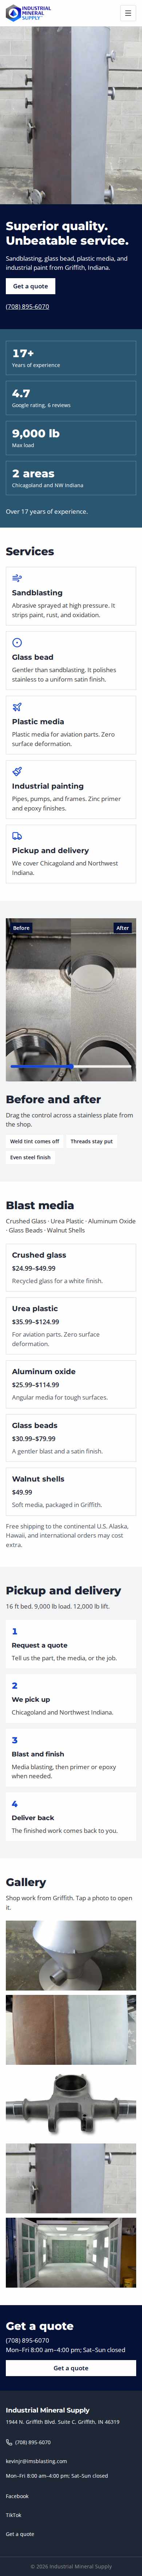 INDUSTRIAL
MINERAL
SUPPLY
Superior quality.
Unbeatable service.
Sandblasting, glass bead, plastic media, and
industrial paint from Griffith, Indiana.
Get a quote
(708) 895-6070
17+
Years of experience
4.7
Google rating, 6 reviews
9,000 lb
Max load
2 areas
Chicagoland and NW Indiana
Over 17 years of experience.
Services
Sandblasting
Abrasive sprayed at high pressure. It
strips paint, rust, and oxidation.
Glass bead
Gentler than sandblasting. It polishes
stainless to a uniform satin finish.
Plastic media
Plastic media for aviation parts. Zero
surface deformation.
Industrial painting
Pipes, pumps, and frames. Zinc primer
and epoxy finishes.
Pickup and delivery
We cover Chicagoland and Northwest
Indiana.
Before
After
Before and after
Drag the control across a stainless plate from
the shop.
Weld tint comes off
Threads stay put
Even steel finish
Blast media
Crushed Glass · Urea Plastic · Aluminum Oxide
· Glass Beads · Walnut Shells
Crushed glass
$24.99–$49.99
Recycled glass for a white finish.
Urea plastic
$35.99–$124.99
For aviation parts. Zero surface
deformation.
Aluminum oxide
$25.99–$114.99
Angular media for tough surfaces.
Glass beads
$30.99–$79.99
A gentler blast and a satin finish.
Walnut shells
$49.99
Soft media, packaged in Griffith.
Free shipping to the continental U.S. Alaska,
Hawaii, and international orders may cost
extra.
Pickup and delivery
16 ft bed. 9,000 lb load. 12,000 lb lift.
1
Request a quote
Tell us the part, the media, or the job.
2
We pick up
Chicagoland and Northwest Indiana.
3
Blast and finish
Media blasting, then primer or epoxy
when needed.
4
Deliver back
The finished work comes back to you.
Gallery
Shop work from Griffith. Tap a photo to open
it.
Get a quote
(708) 895-6070
Mon–Fri 8:00 am–4:00 pm; Sat–Sun closed
Get a quote
Industrial Mineral Supply
1944 N. Griffith Blvd. Suite C, Griffith, IN 46319
(708) 895-6070
kevinjr@imsblasting.com
Mon–Fri 8:00 am–4:00 pm; Sat–Sun closed
Facebook
TikTok
Get a quote
© 2026 Industrial Mineral Supply